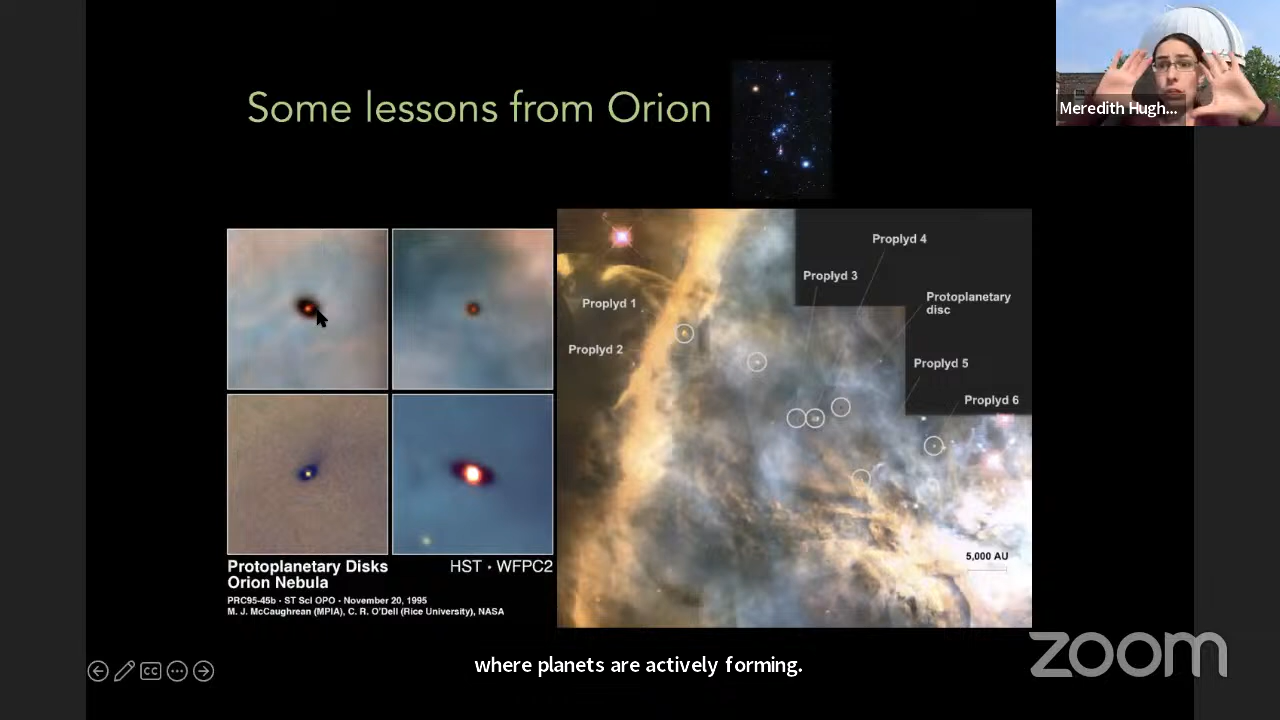 Some lessons from Orion
Meredith Hugh...
Proplyd 4
Proplyd 3
Protoplanetary
disc
Proplyd 1
Proplyd 2
Proplyd 5
Proplyd 6
5,000 AU
Protoplanetary Disks
Orion Nebula
HST • WFPC2
PRC95-45b • ST ScI OPO • November 20, 1995
M. J. McCaughrean (MPIA), C. R. O'Dell (Rice University), NASA
CC
where planets are actively forming.
zoom